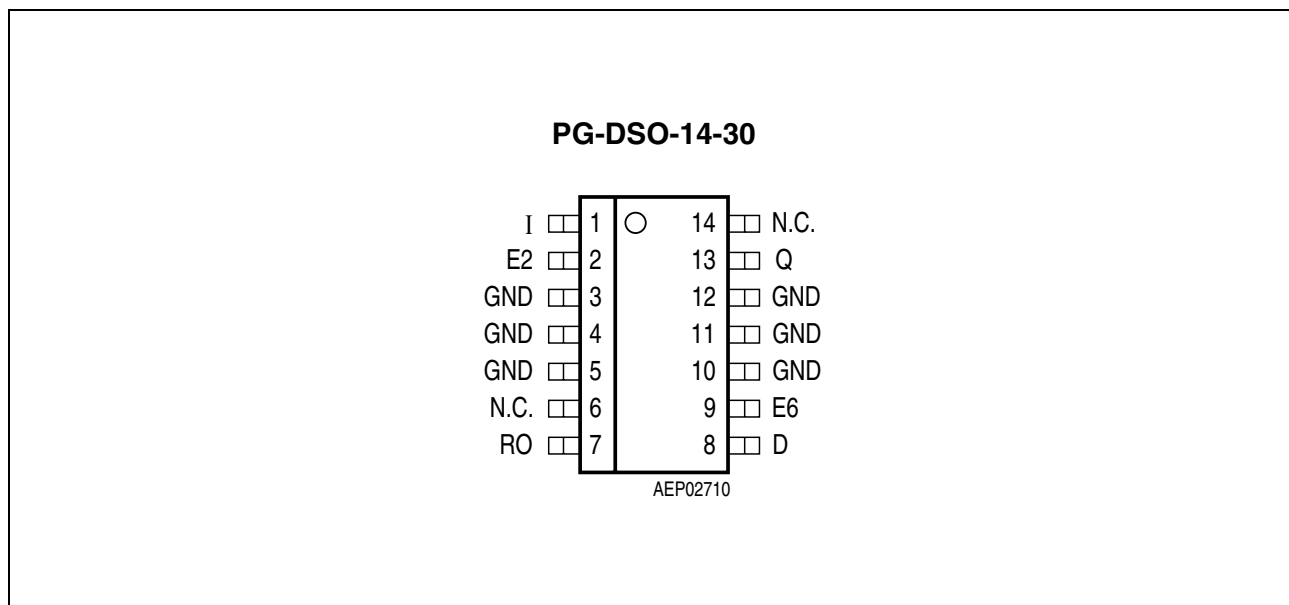 PG-DSO-14-30
I 1 14 N.C.
E2 2 13 Q
GND 3 12 GND
GND 4 11 GND
GND 5 10 GND
N.C. 6 9 E6
RO 7 8 D
AEP02710